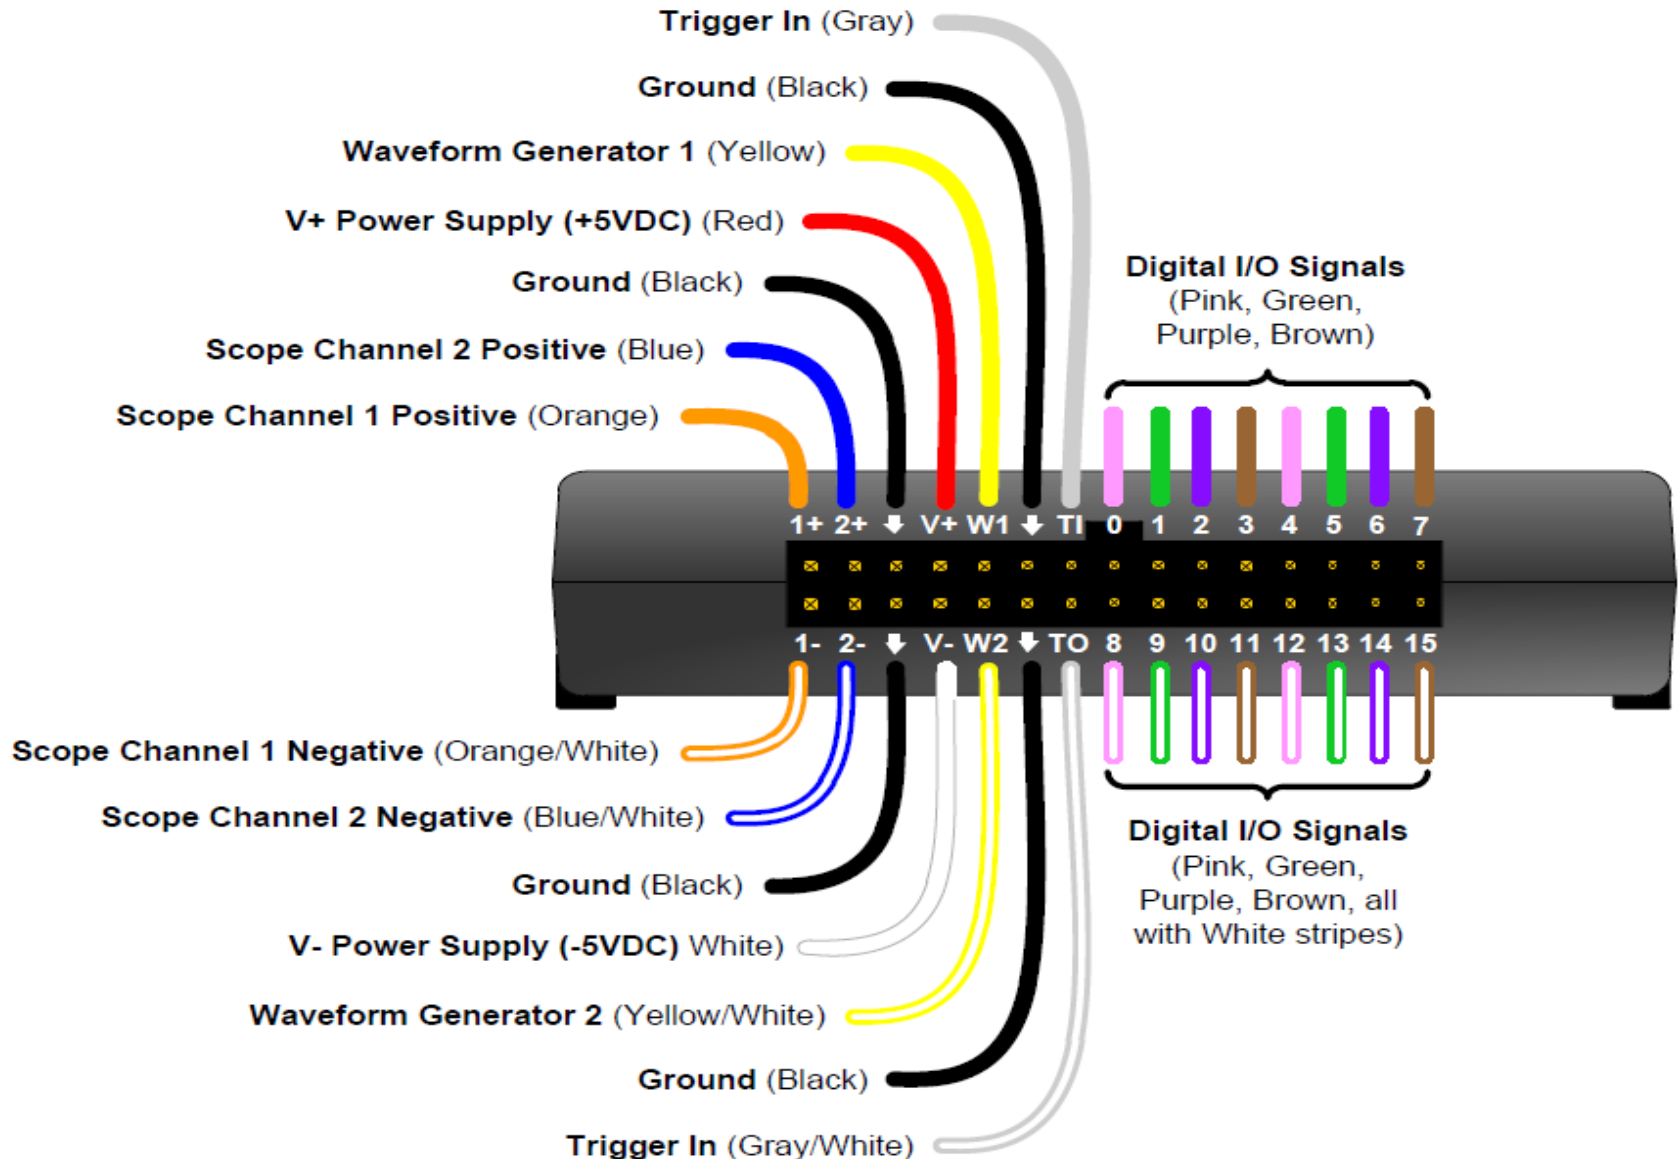 Trigger In (Gray)
Ground (Black)
Waveform Generator 1 (Yellow)
V+ Power Supply (+5VDC) (Red)
Ground (Black)
Scope Channel 2 Positive (Blue)
Scope Channel 1 Positive (Orange)
Digital I/O Signals
(Pink, Green,
Purple, Brown)
1+ 2+ V+ W1 TI 0 1 2 3 4 5 6 7
1- 2- V- W2 TO 8 9 10 11 12 13 14 15
Scope Channel 1 Negative (Orange/White)
Scope Channel 2 Negative (Blue/White)
Ground (Black)
V- Power Supply (-5VDC) White)
Waveform Generator 2 (Yellow/White)
Ground (Black)
Trigger In (Gray/White)
Digital I/O Signals
(Pink, Green,
Purple, Brown, all
with White stripes)